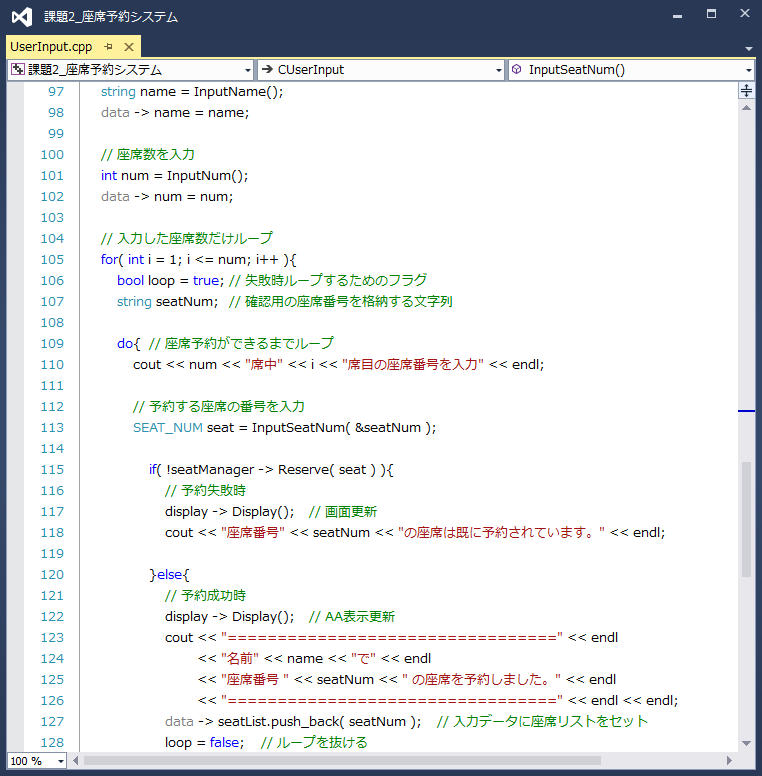 課題2_座席予約システム
UserInput.cpp
課題2_座席予約システム CUserInput InputSeatNum()
97 string name = InputName();
98 data -> name = name;
99
100 // 座席数を入力
101 int num = InputNum();
102 data -> num = num;
103
104 // 入力した座席数だけループ
105 for( int i = 1; i <= num; i++ ){
106 bool loop = true; // 失敗時ループするためのフラグ
107 string seatNum; // 確認用の座席番号を格納する文字列
108
109 do{ // 座席予約ができるまでループ
110 cout << num << "席中" << i << "席目の座席番号を入力" << endl;
111
112 // 予約する座席の番号を入力
113 SEAT_NUM seat = InputSeatNum( &seatNum );
114
115 if( !seatManager -> Reserve( seat ) ){
116 // 予約失敗時
117 display -> Display(); // 画面更新
118 cout << "座席番号" << seatNum << "の座席は既に予約されています。" << endl;
119
120 }else{
121 // 予約成功時
122 display -> Display(); // AA表示更新
123 cout << "=================================" << endl
124 << "名前" << name << "で" << endl
125 << "座席番号 " << seatNum << " の座席を予約しました。" << endl
126 << "=================================" << endl << endl;
127 data -> seatList.push_back( seatNum ); // 入力データに座席リストをセット
128 loop = false; // ループを抜ける
100 %